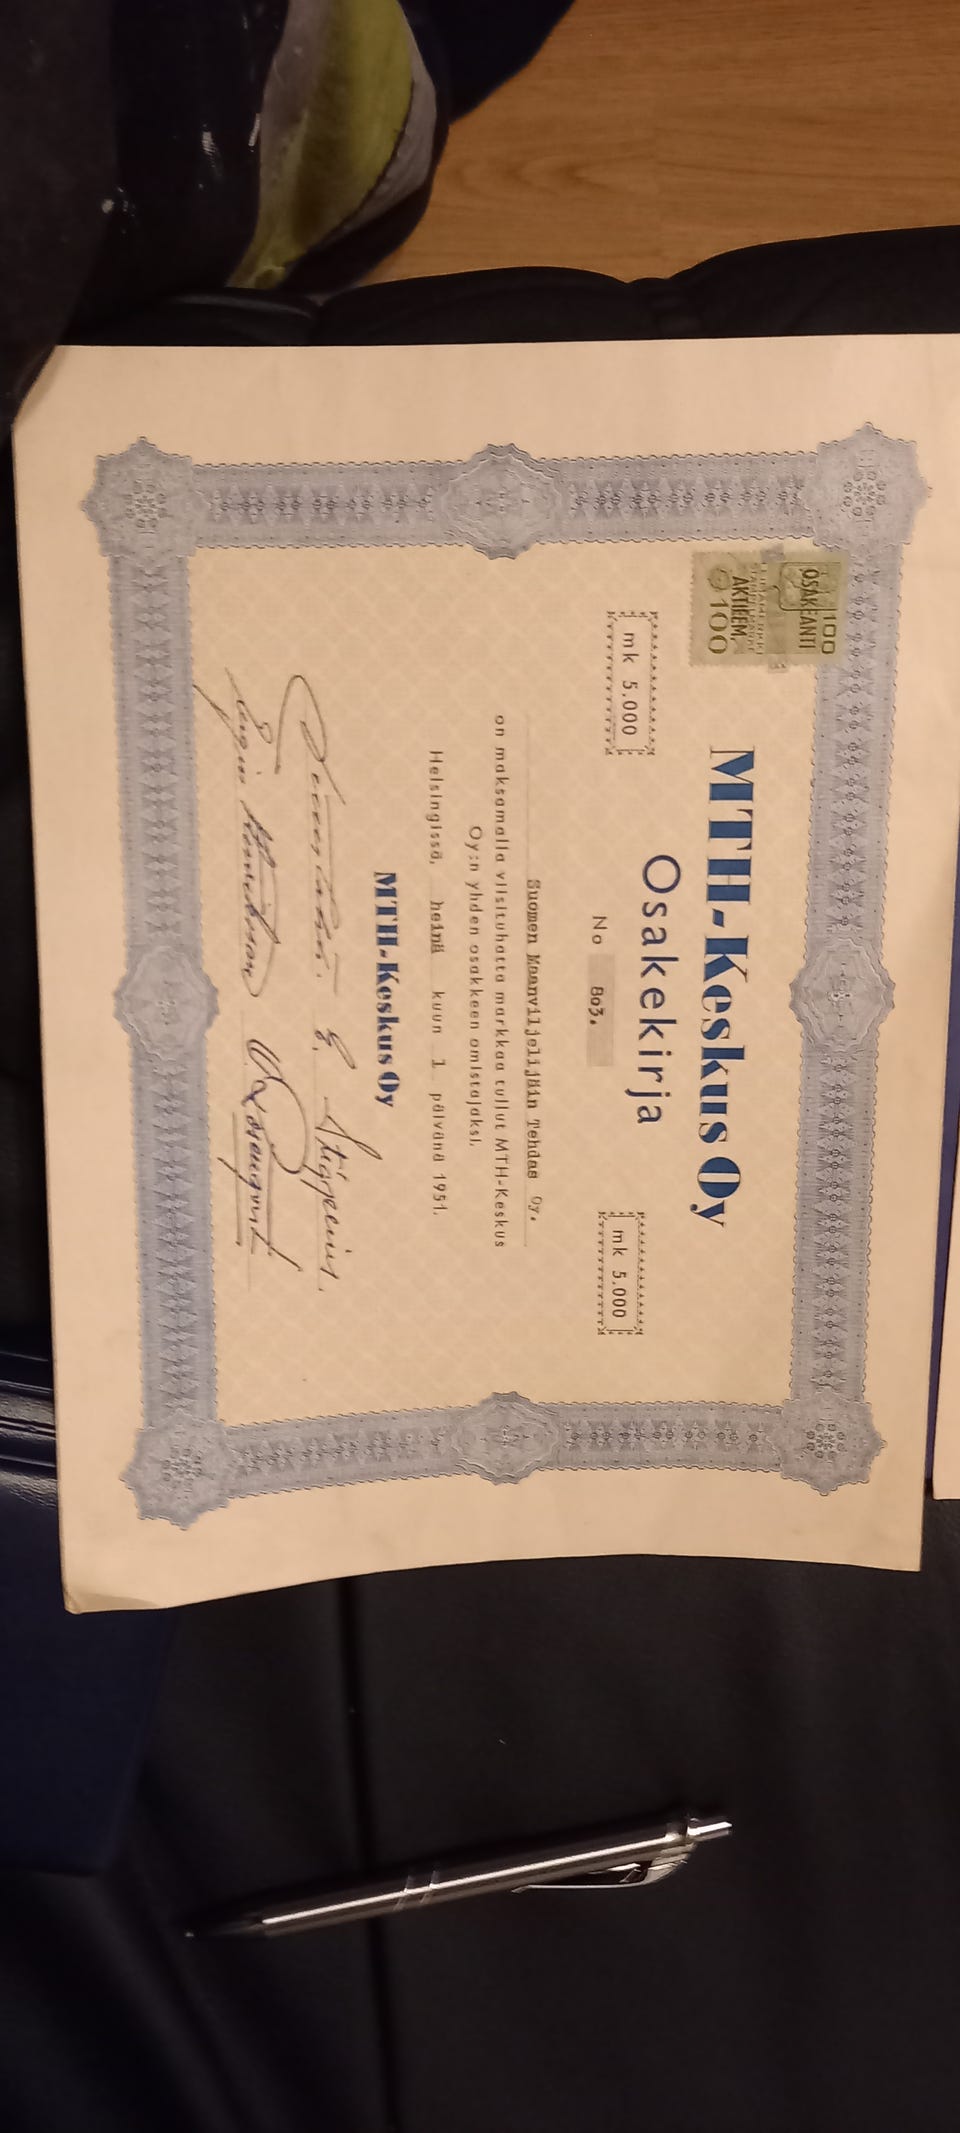 MTH-Keskus Oy
Osakekirja
100
OSAKEANTI
LEIMAMERKKI
AKTIEEM.
100
mk 5.000
No 803.
mk 5.000
Suomen Maanviljelijäin Tehdas Oy.
on maksamalla viisituhatta markkaa tullut MTH-Keskus
Oy:n yhden osakkeen omistajaksi.
Helsingissä, heinä kuun 1 päivänä 1951.
MTH-Keskus Oy